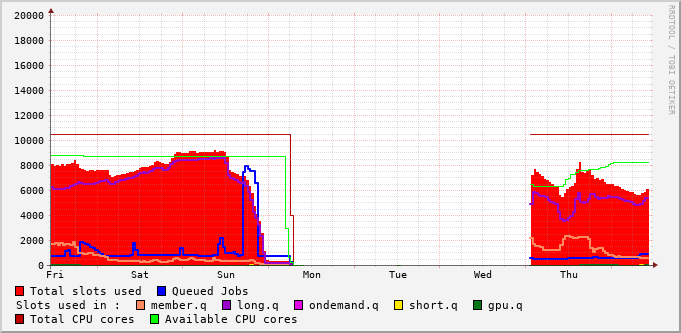 20000
18000
16000
14000
12000
10000
8000
6000
4000
2000
0
Fri Sat Sun Mon Tue Wed Thu
Total slots used Queued Jobs
Slots used in : member.q long.q ondemand.q short.q gpu.q
Total CPU cores Available CPU cores
RRDTOOL / TOBI OETIKER